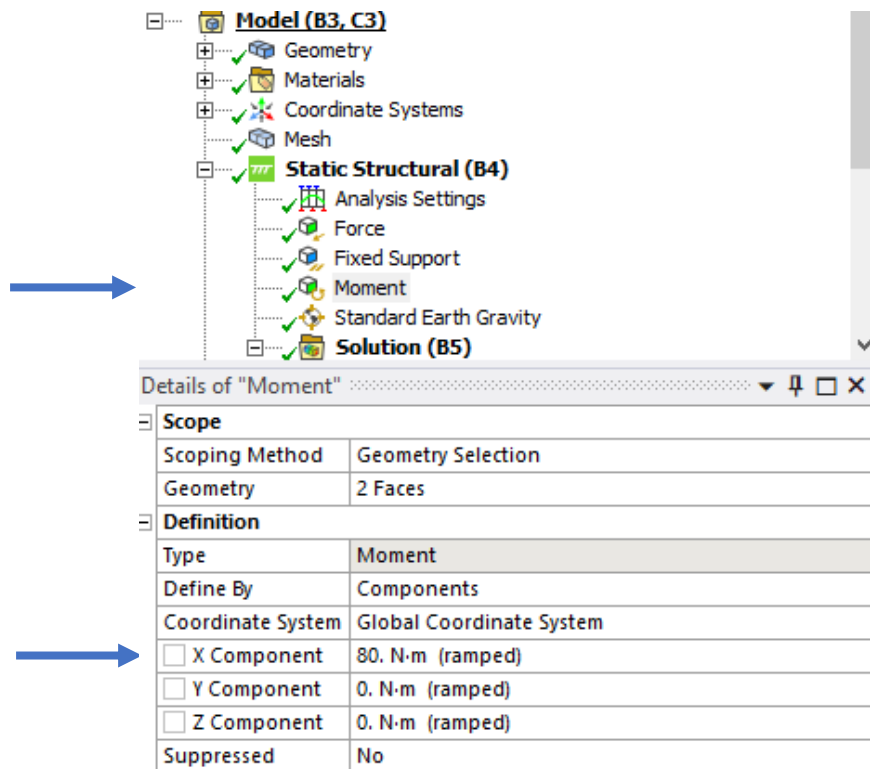 Model (B3, C3)
Geometry
Materials
Coordinate Systems
Mesh
Static Structural (B4)
Analysis Settings
Force
Fixed Support
Moment
Standard Earth Gravity
Solution (B5)
Details of "Moment"
Scope
Scoping Method Geometry Selection
Geometry 2 Faces
Definition
Type Moment
Define By Components
Coordinate System Global Coordinate System
X Component 80. N·m (ramped)
Y Component 0. N·m (ramped)
Z Component 0. N·m (ramped)
Suppressed No